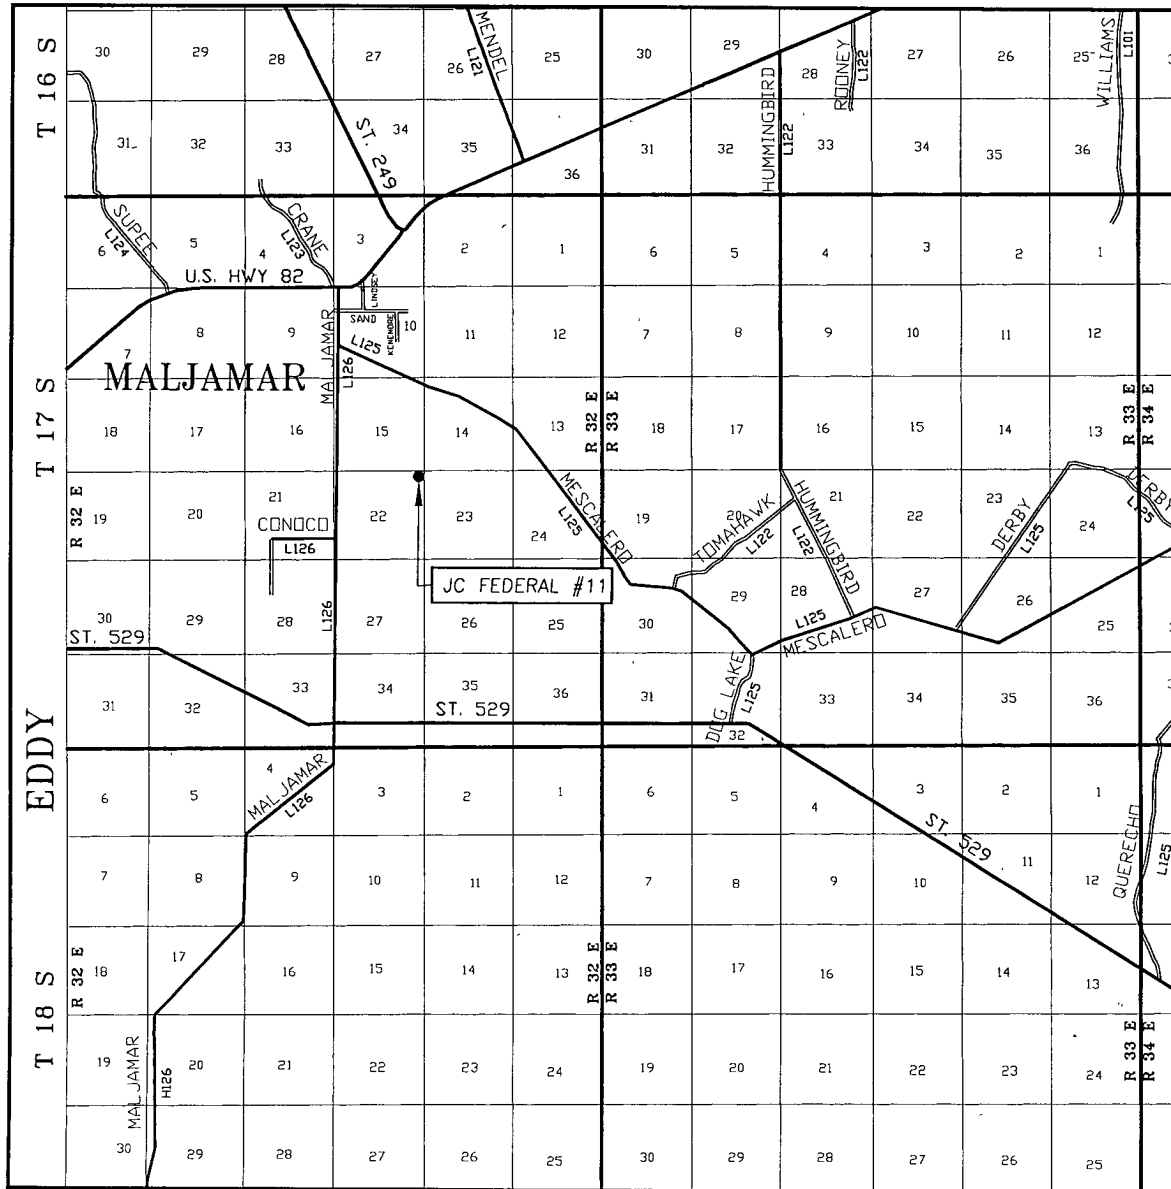 T 16 S
30 29 28 27 26 25 30 29 28 27 26 25
MENDEL
L121
ROONEY
L122
WILLIAMS
L101
31 32 33 34 35 36 31 32 33 34 35 36
ST. 249
HUMMINGBIRD
L122
SUPEE
L124
CRANE
L123
6 5 4 3 2 1 6 5 4 3 2 1
U.S. HWY 82
LINDSEY
SAND
KENEMORE
MALJAMAR
L126
L125
7 8 9 10 11 12 7 8 9 10 11 12
MALJAMAR
T 17 S
R 32 E
R 33 E
R 33 E
R 34 E
18 17 16 15 14 13 18 17 16 15 14 13
R 32 E
19 20 21 22 23 24 19 20 21 22 23 24
CONOCO
L126
MESCALERO
L125
TOMAHAWK
L122
HUMMINGBIRD
L122
DERBY
L125
DERBY
L125
JC FEDERAL #11
30 29 28 27 26 25 30 29 28 27 26 25
ST. 529
L126
L125
MESCALERO
31 32 33 34 35 36 31 32 33 34 35 36
ST. 529
DOG LAKE
L125
EDDY
MALJAMAR
L126
6 5 4 3 2 1 6 5 4 3 2 1
ST. 529
QUERECHO
L125
7 8 9 10 11 12 7 8 9 10 11 12
T 18 S
R 32 E
R 32 E
R 33 E
18 17 16 15 14 13 18 17 16 15 14 13
R 33 E
R 34 E
MALJAMAR
H126
19 20 21 22 23 24 19 20 21 22 23 24
30 29 28 27 26 25 30 29 28 27 26 25